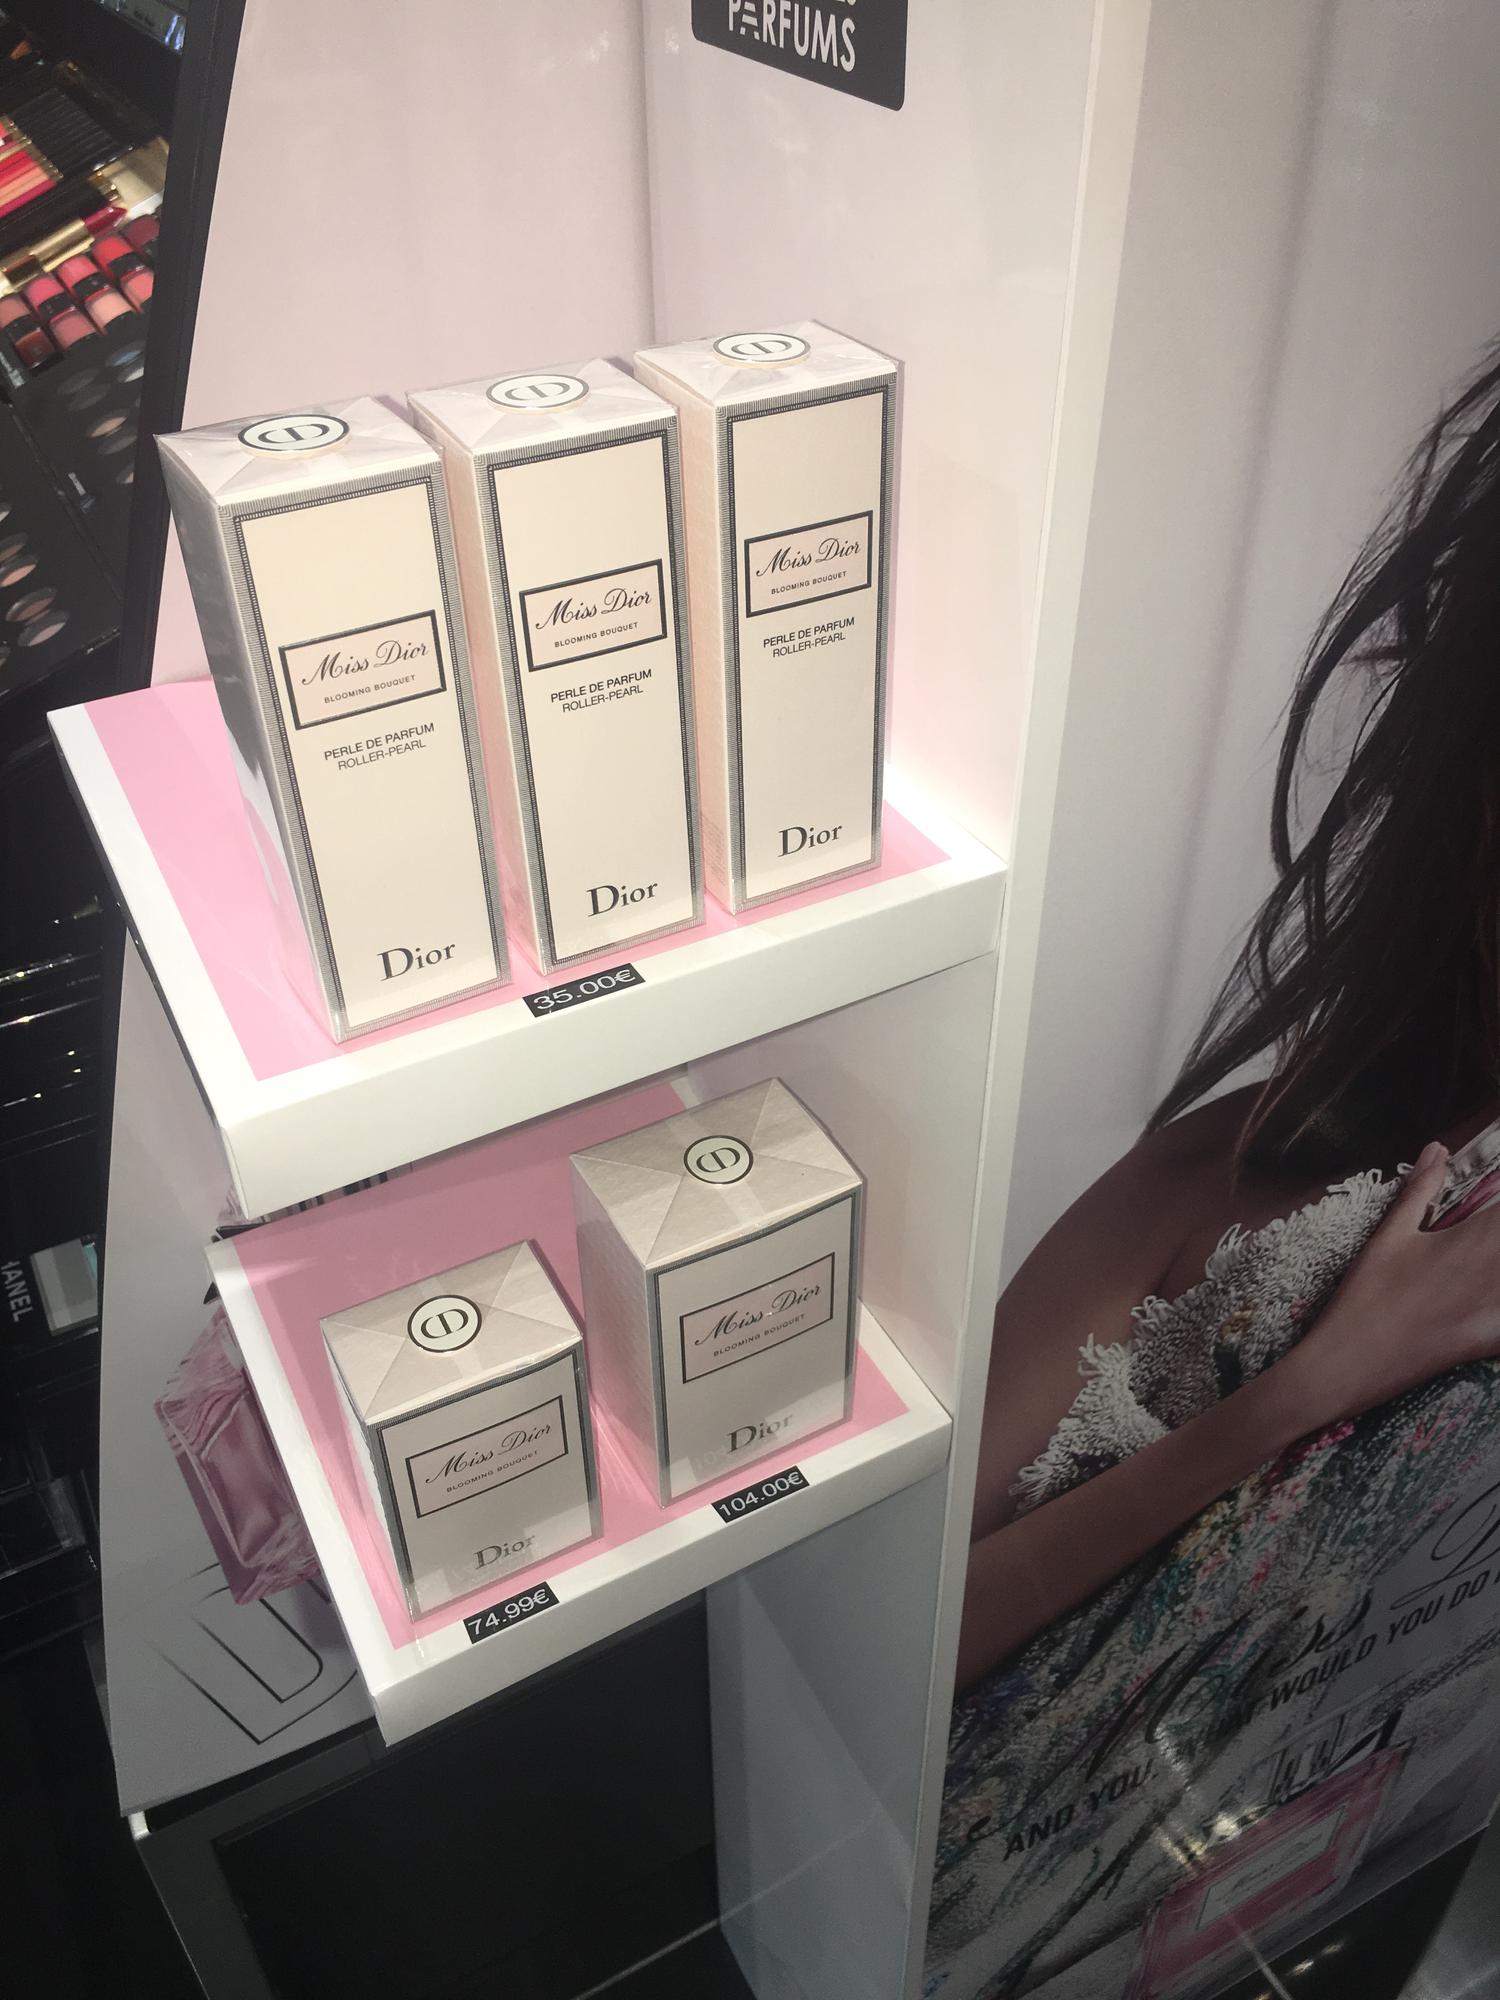 PARFUMS
Miss Dior
BLOOMING BOUQUET
PERLE DE PARFUM
ROLLER-PEARL
Dior
Miss Dior
BLOOMING BOUQUET
PERLE DE PARFUM
ROLLER-PEARL
Dior
Miss Dior
BLOOMING BOUQUET
PERLE DE PARFUM
ROLLER-PEARL
Dior
35.00€
Miss Dior
BLOOMING BOUQUET
Dior
74.99€
Miss Dior
BLOOMING BOUQUET
Dior
104.00€
Miss
AND YOU, WHAT WOULD YOU DO